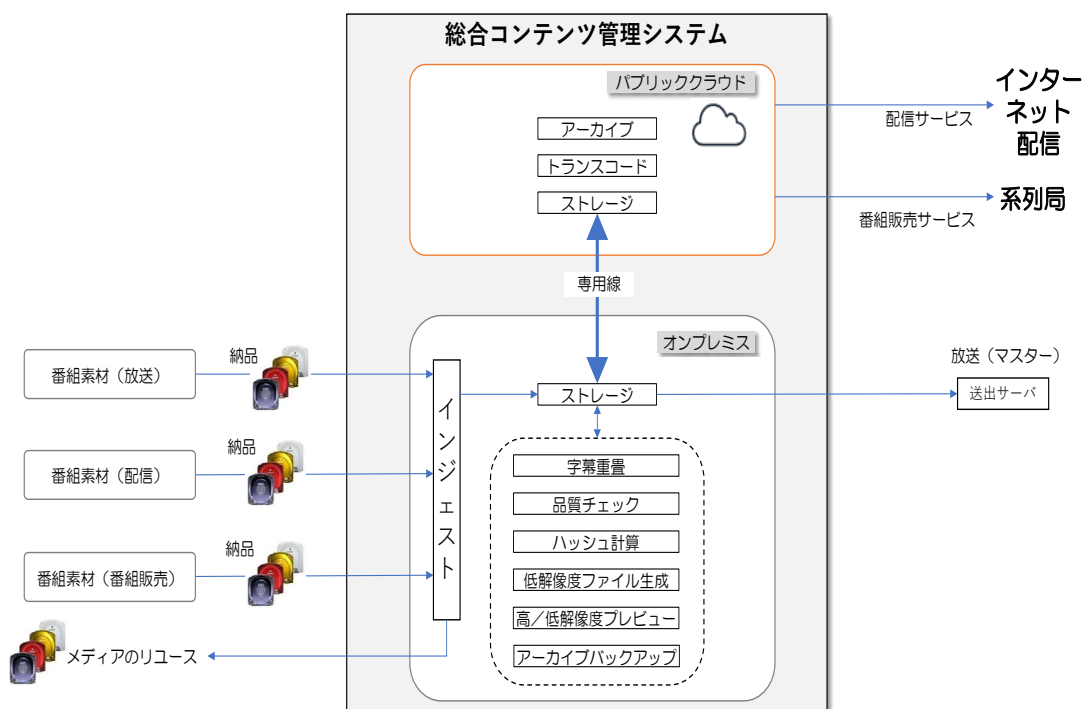 総合コンテンツ管理システム
パブリッククラウド
アーカイブ
トランスコード
ストレージ
配信サービス
インター
ネット
配信
番組販売サービス
系列局
専用線
オンプレミス
番組素材（放送）
納品
番組素材（配信）
納品
番組素材（番組販売）
納品
メディアのリユース
インジェスト
ストレージ
字幕重畳
品質チェック
ハッシュ計算
低解像度ファイル生成
高／低解像度プレビュー
アーカイブバックアップ
放送（マスター）
送出サーバ